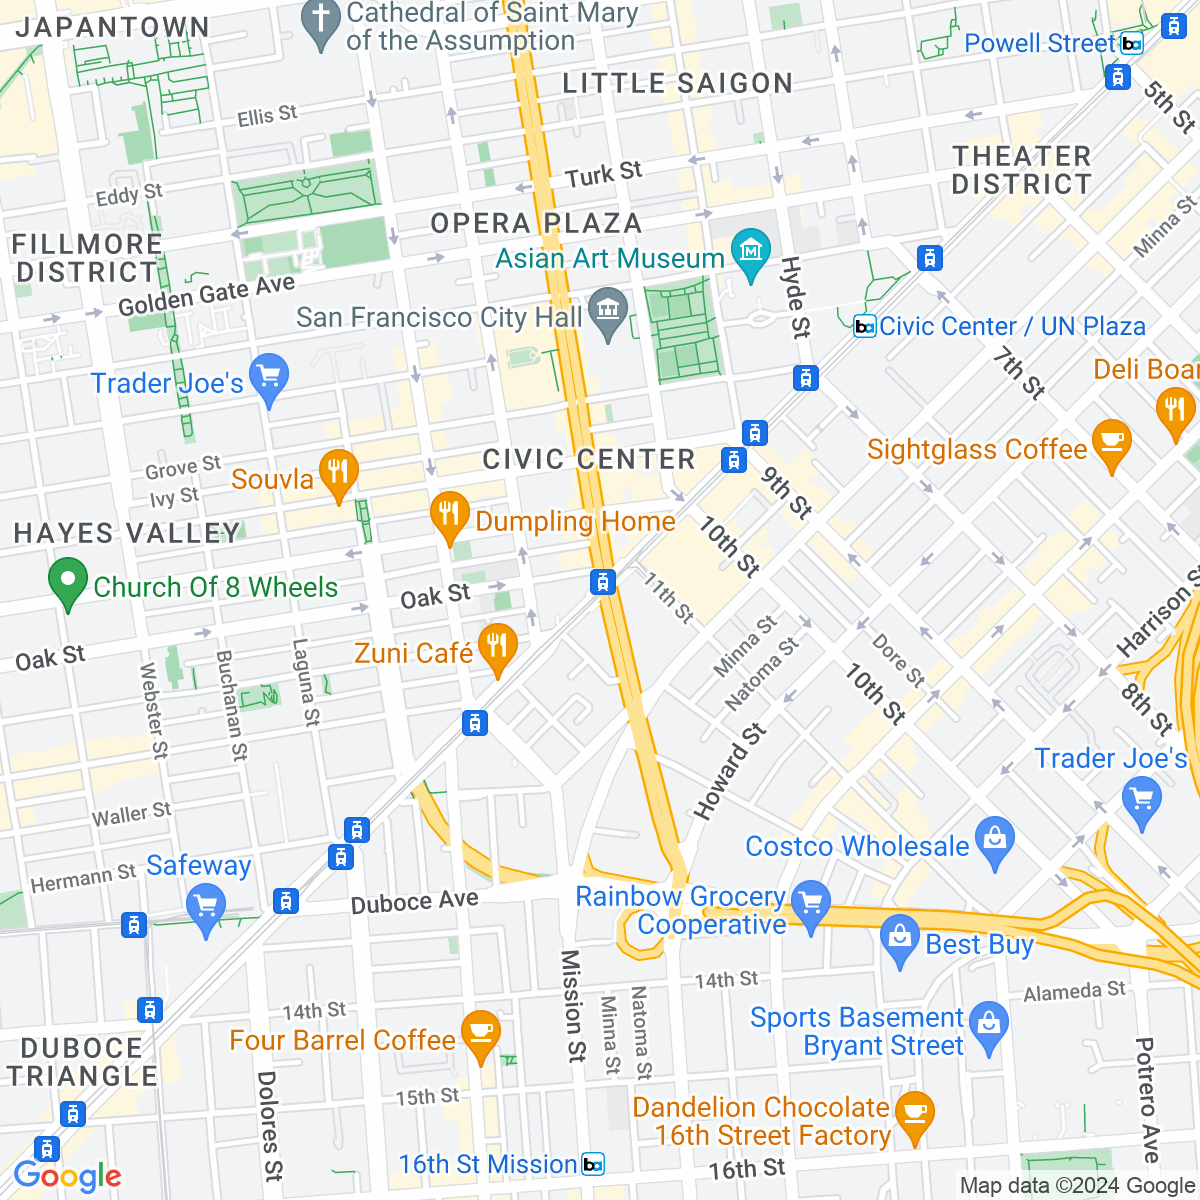 JAPANTOWN
Cathedral of Saint Mary
of the Assumption
Powell Street
LITTLE SAIGON
5th St
Ellis St
THEATER
DISTRICT
Turk St
Eddy St
Minna St
OPERA PLAZA
FILLMORE
DISTRICT
Asian Art Museum
Hyde St
Golden Gate Ave
San Francisco City Hall
Civic Center / UN Plaza
7th St
Trader Joe's
Deli Boar
Sightglass Coffee
CIVIC CENTER
Grove St
Souvla
Ivy St
9th St
HAYES VALLEY
Dumpling Home
10th St
Church Of 8 Wheels
Oak St
11th St
Harrison S
Oak St
Zuni Café
Minna St
Natoma St
Dore St
10th St
8th St
Webster St
Buchanan St
Laguna St
Howard St
Trader Joe's
Waller St
Costco Wholesale
Hermann St
Safeway
Duboce Ave
Rainbow Grocery
Cooperative
Best Buy
Mission St
14th St
Alameda St
14th St
Minna St
Natoma St
Sports Basement
Bryant Street
Four Barrel Coffee
DUBOCE
TRIANGLE
Dolores St
15th St
Potrero Ave
Dandelion Chocolate
16th Street Factory
16th St Mission
16th St
Google
Map data ©2024 Google